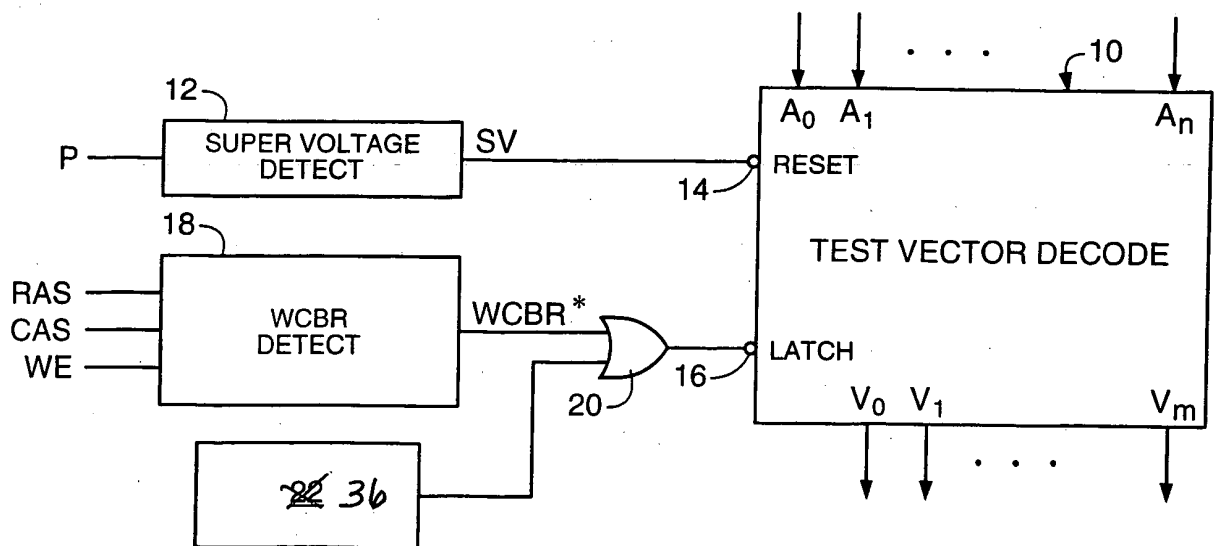 10
12
A0 A1 . . . An
SUPER VOLTAGE
DETECT
P
SV
14
RESET
18
TEST VECTOR DECODE
RAS
CAS
WE
WCBR
DETECT
WCBR*
20
16
LATCH
V0 V1 Vm
. . .
22 36